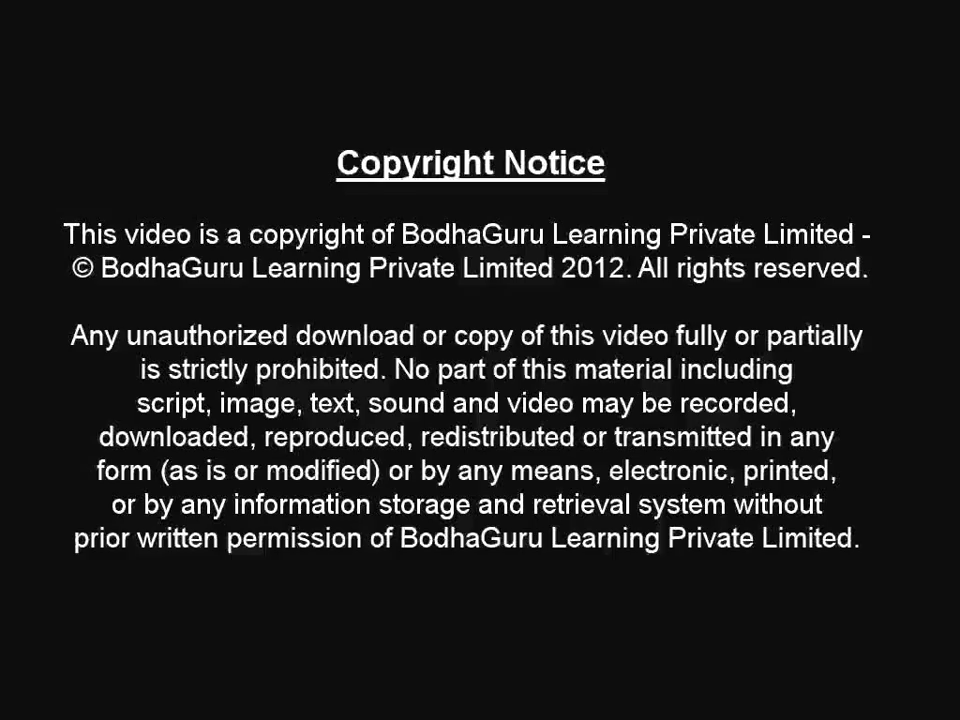 Copyright Notice
This video is a copyright of BodhaGuru Learning Private Limited -
© BodhaGuru Learning Private Limited 2012. All rights reserved.
Any unauthorized download or copy of this video fully or partially
is strictly prohibited. No part of this material including
script, image, text, sound and video may be recorded,
downloaded, reproduced, redistributed or transmitted in any
form (as is or modified) or by any means, electronic, printed,
or by any information storage and retrieval system without
prior written permission of BodhaGuru Learning Private Limited.